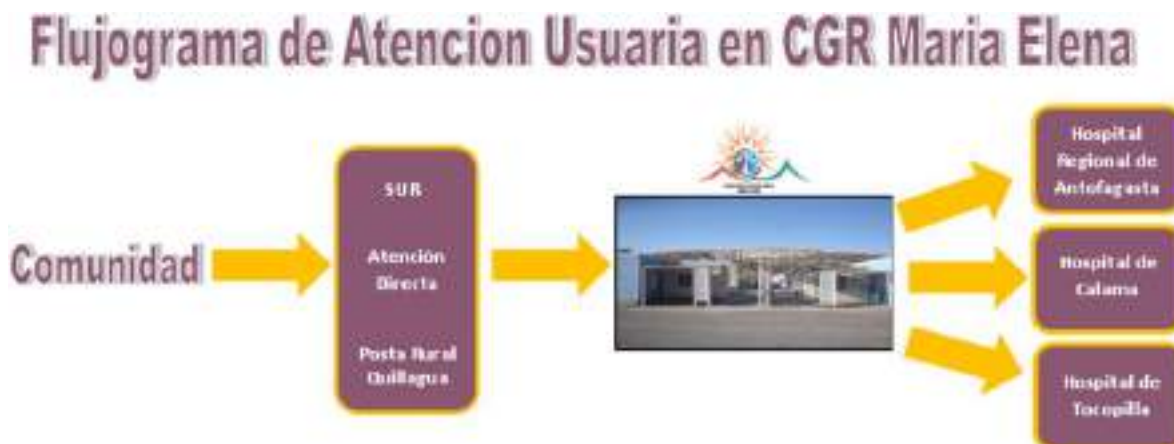 Flujograma de Atencion Usuaria en CGR Maria Elena
Comunidad
SUR
Atención
Directa
Posta Rural
Quillagua
Hospital
Regional de
Antofagasta
Hospital de
Calama
Hospital de
Tocopilla